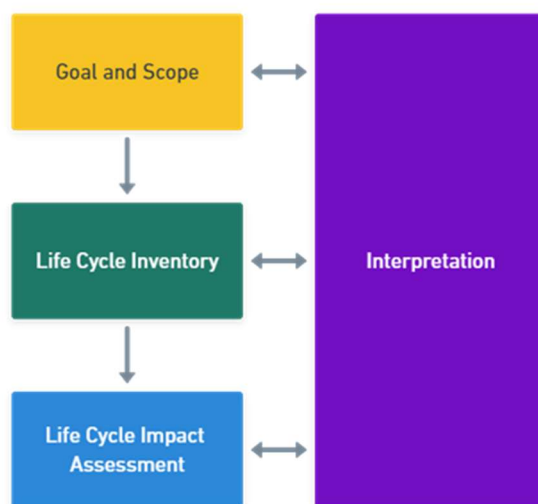 Goal and Scope
Life Cycle Inventory
Interpretation
Life Cycle Impact
Assessment